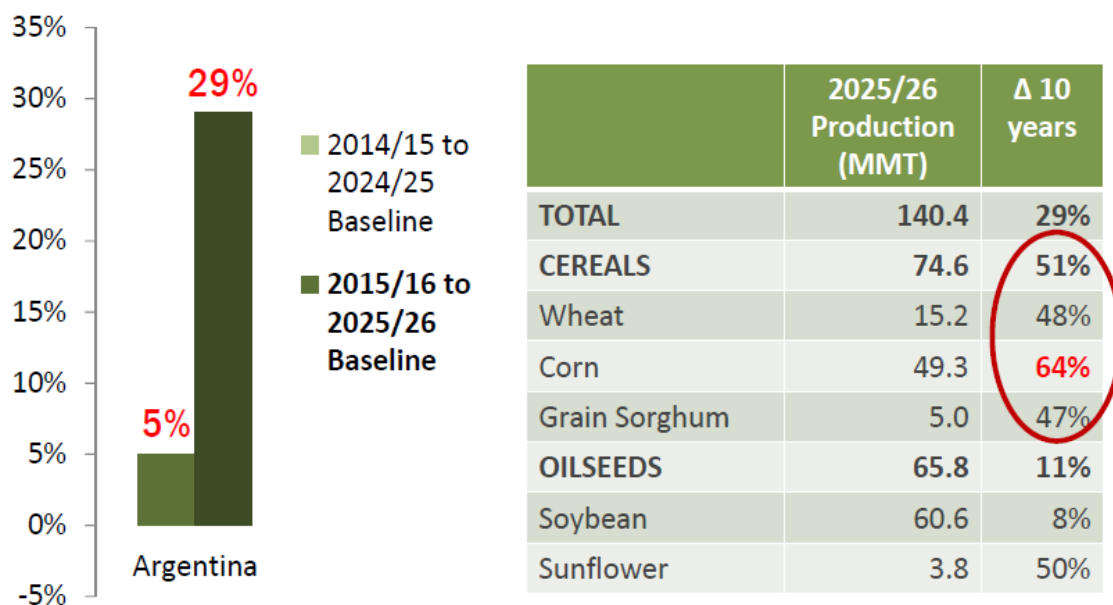 35%
30%
25%
20%
15%
10%
5%
0%
-5%
29%
5%
Argentina
2014/15 to
2024/25
Baseline
2015/16 to
2025/26
Baseline
2025/26 Production (MMT) Δ 10 years
TOTAL 140.4 29%
CEREALS 74.6 51%
Wheat 15.2 48%
Corn 49.3 64%
Grain Sorghum 5.0 47%
OILSEEDS 65.8 11%
Soybean 60.6 8%
Sunflower 3.8 50%